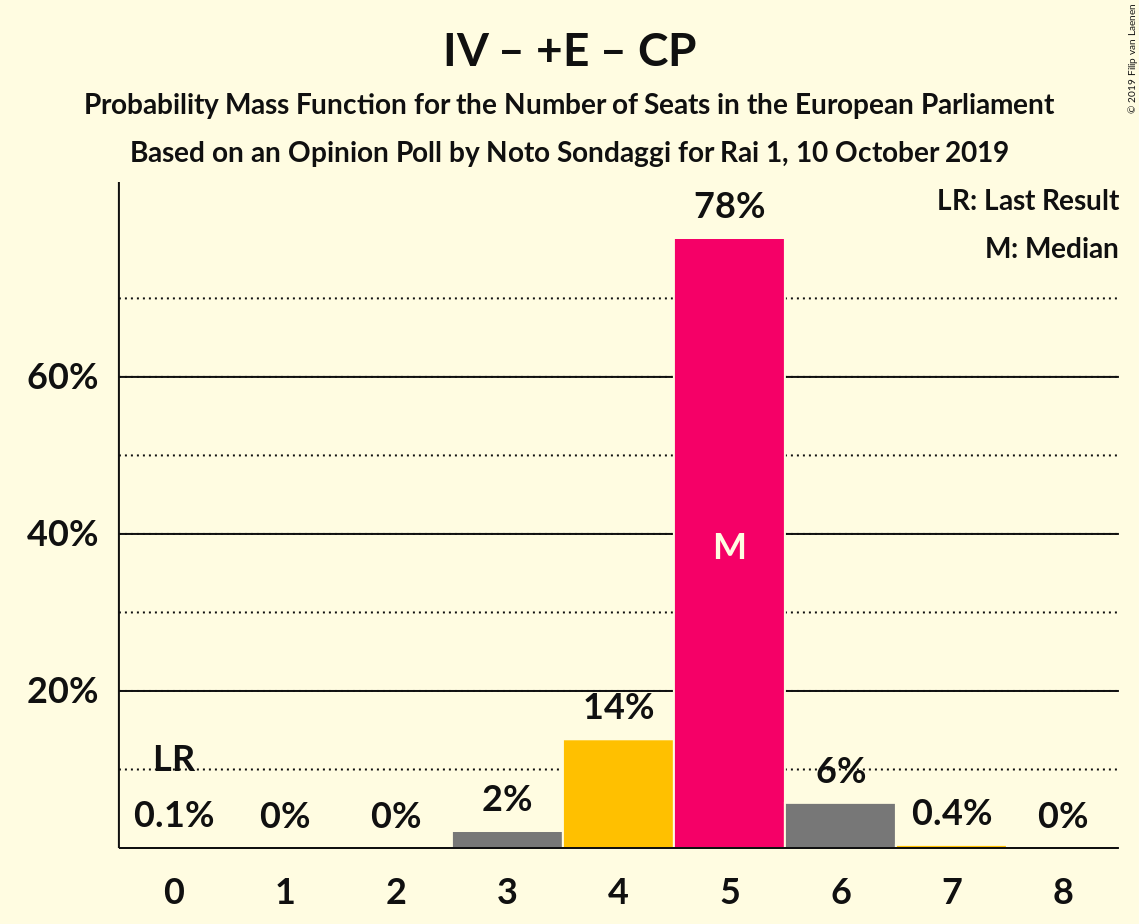 IV – +E – CP
Probability Mass Function for the Number of Seats in the European Parliament
Based on an Opinion Poll by Noto Sondaggi for Rai 1, 10 October 2019
© 2019 Filip van Laenen
LR: Last Result
M: Median
78%
60%
40%
M
20%
14%
LR
0.1%
0%
0%
2%
6%
0.4%
0%
0 1 2 3 4 5 6 7 8